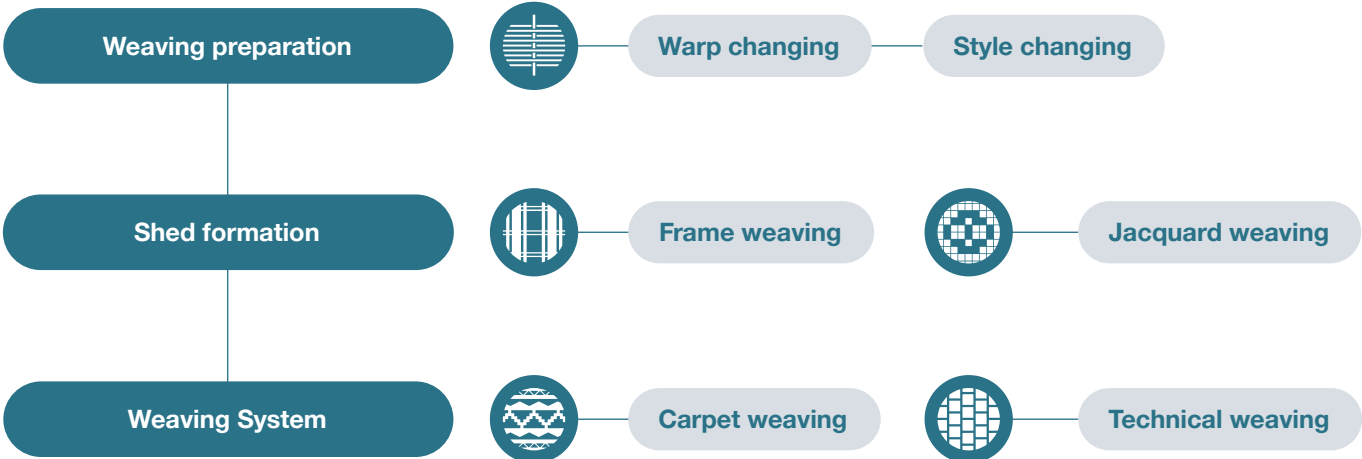 Weaving preparation
Warp changing
Style changing
Shed formation
Frame weaving
Jacquard weaving
Weaving System
Carpet weaving
Technical weaving